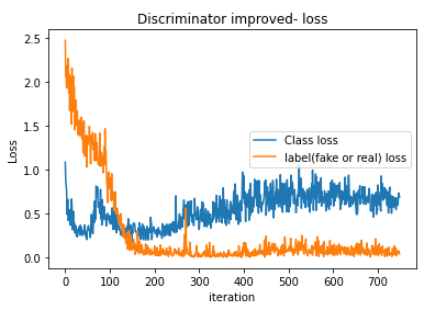 Discriminator improved- loss
2.5
2.0
1.5
1.0
0.5
0.0
Loss
Class loss
label(fake or real) loss
0 100 200 300 400 500 600 700
iteration